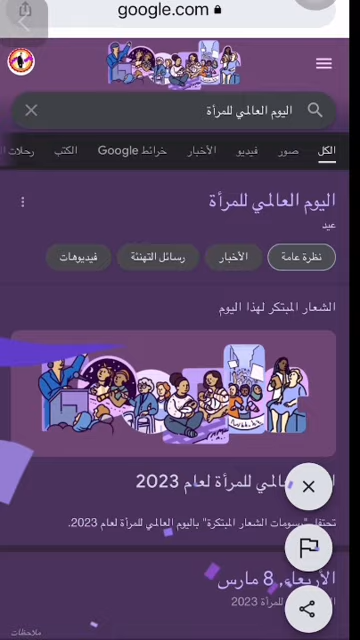 google.com
اليوم العالمي للمرأة
الكل صور فيديو الأخبار خرائط Google الكتب رحلات
اليوم العالمي للمرأة
عيد
نظرة عامة الأخبار رسائل التهنئة فيديوهات
الشعار المبتكر لهذا اليوم
للمرأة لعام 2023
تحتفل "رسومات الشعار المبتكرة" باليوم العالمي للمرأة لعام 2023.
الأربعاء, 8 مارس
للمرأة 2023
ملاحظات